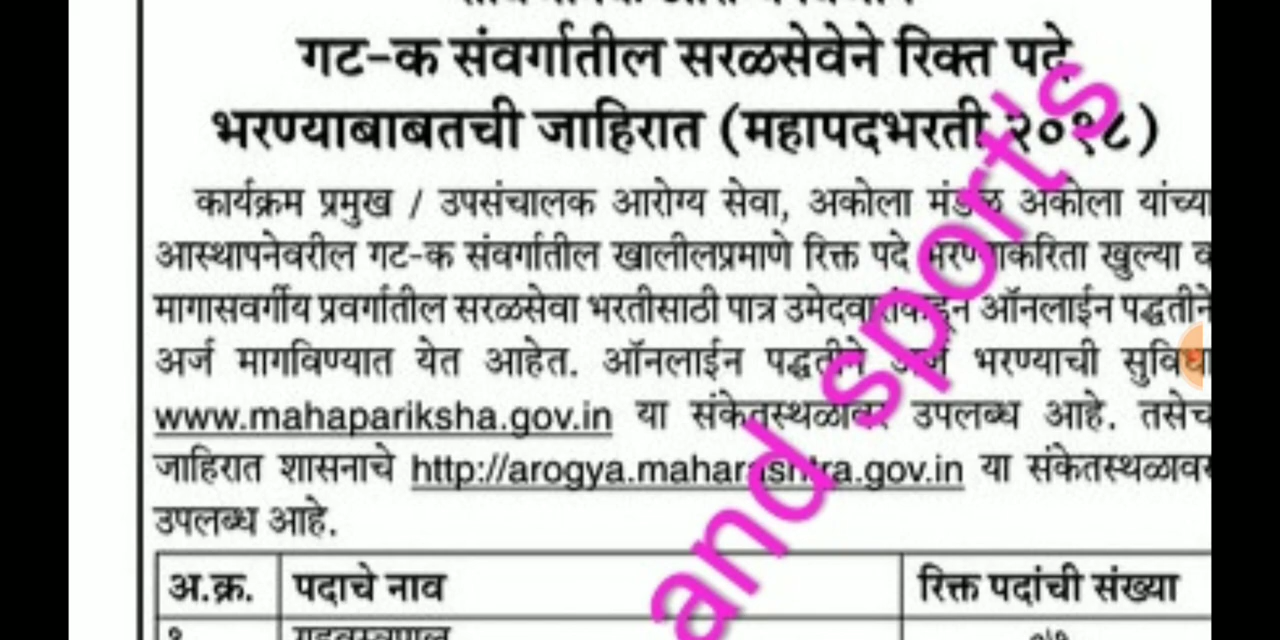 गट-क संवर्गातील सरळसेवेने रिक्त पदे
भरण्याबाबतची जाहिरात (महापदभरती २०१८)
कार्यक्रम प्रमुख / उपसंचालक आरोग्य सेवा, अकोला मंडळ अकोला यांच्या
आस्थापनेवरील गट-क संवर्गातील खालीलप्रमाणे रिक्त पदे भरण्याकरिता खुल्या व
मागासवर्गीय प्रवर्गातील सरळसेवा भरतीसाठी पात्र उमेदवारांकडून ऑनलाईन पद्धतीने
अर्ज मागविण्यात येत आहेत. ऑनलाईन पद्धतीने अर्ज भरण्याची सुविधा
www.mahapariksha.gov.in या संकेतस्थळावर उपलब्ध आहे. तसेच
जाहिरात शासनाचे http://arogya.maharashtra.gov.in या संकेतस्थळावर
उपलब्ध आहे.
अ.क्र. पदाचे नाव रिक्त पदांची संख्या
and sport's